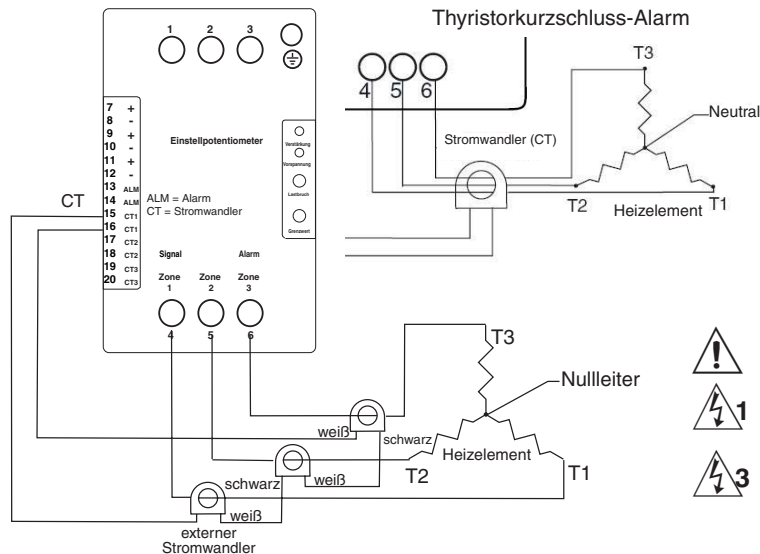 Thyristorkurzschluss-Alarm
1 2 3
4 5 6
T3
Neutral
Stromwandler (CT)
T2 Heizelement T1
7 +
8 -
9 +
10 -
11 +
12 -
13 ALM
14 ALM
15 CT1
16 CT1
17 CT2
18 CT2
19 CT3
20 CT3
CT
Einstellpotentiometer
Verstärkung
Vorspannung
Lastbruch
Grenzwert
ALM = Alarm
CT = Stromwandler
Signal Alarm
Zone Zone Zone
1 2 3
4 5 6
T3
Nullleiter
weiß schwarz
Heizelement
T2 T1
schwarz weiß
weiß
externer
Stromwandler
!
1
3